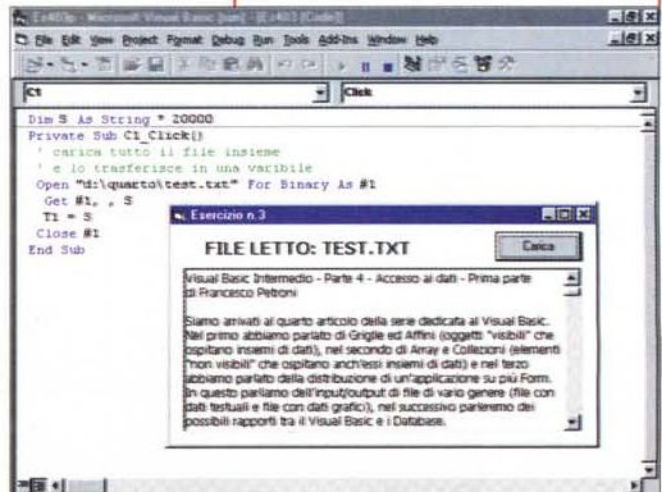 Ex403p - Microsoft Visual Basic [run] - [Ex403 (Code)]
File Edit View Project Format Debug Run Tools Add-Ins Window Help
C1 Click
Dim S As String * 20000
Private Sub C1_Click()
' carica tutto il file insieme
' e lo trasferisce in una varibile
Open "d:\quarto\test.txt" For Binary As #1
Get #1, , S
T1 = S
Close #1
End Sub
Esercizio n.3
FILE LETTO: TEST.TXT
Carica
Visual Basic Intermedio - Parte 4 - Accesso ai dati - Prima parte
di Francesco Petroni
Siamo arrivati al quarto articolo della serie dedicata al Visual Basic.
Nel primo abbiamo parlato di Griglie ed Affini (oggetti "visibili" che
ospitano insiemi di dati), nel secondo di Array e Collezioni (elementi
"non visibili" che ospitano anch'essi insiemi di dati) e nel terzo
abbiamo parlato della distribuzione di un'applicazione su più Form.
In questo parliamo dell'input/output di file di vario genere (file con
dati testuali e file con dati grafici), nel successivo parleremo dei
possibili rapporti tra il Visual Basic e i Database.